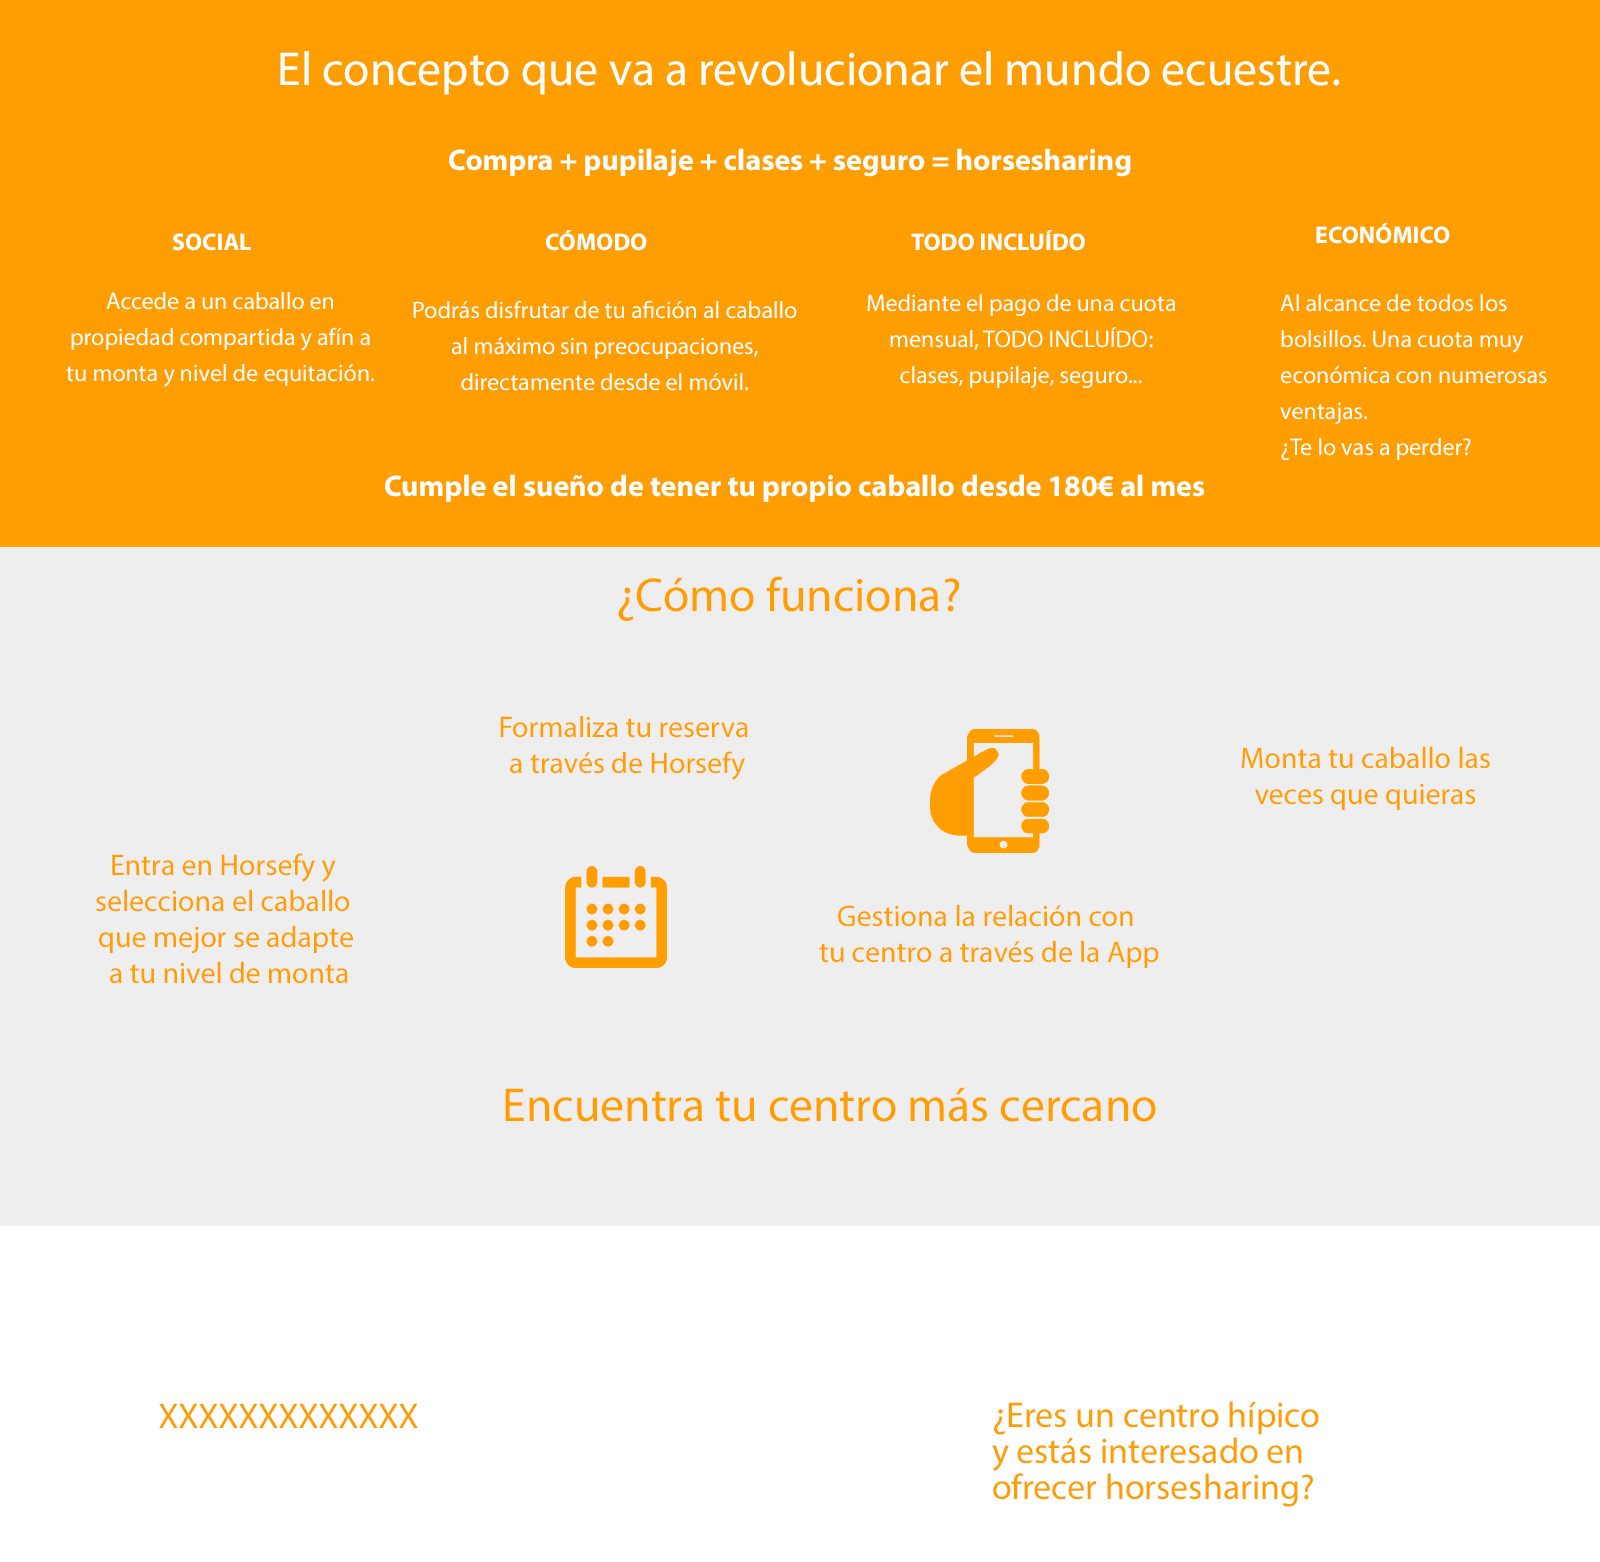 El concepto que va a revolucionar el mundo ecuestre.
Compra + pupilaje + clases + seguro = horsesharing
SOCIAL
Accede a un caballo en
propiedad compartida y afín a
tu monta y nivel de equitación.
CÓMODO
Podrás disfrutar de tu afición al caballo
al máximo sin preocupaciones,
directamente desde el móvil.
TODO INCLUÍDO
Mediante el pago de una cuota
mensual, TODO INCLUÍDO:
clases, pupilaje, seguro...
ECONÓMICO
Al alcance de todos los
bolsillos. Una cuota muy
económica con numerosas
ventajas.
¿Te lo vas a perder?
Cumple el sueño de tener tu propio caballo desde 180€ al mes
¿Cómo funciona?
Entra en Horsefy y
selecciona el caballo
que mejor se adapte
a tu nivel de monta
Formaliza tu reserva
a través de Horsefy
Gestiona la relación con
tu centro a través de la App
Monta tu caballo las
veces que quieras
Encuentra tu centro más cercano
XXXXXXXXXXXXX
¿Eres un centro hípico
y estás interesado en
ofrecer horsesharing?